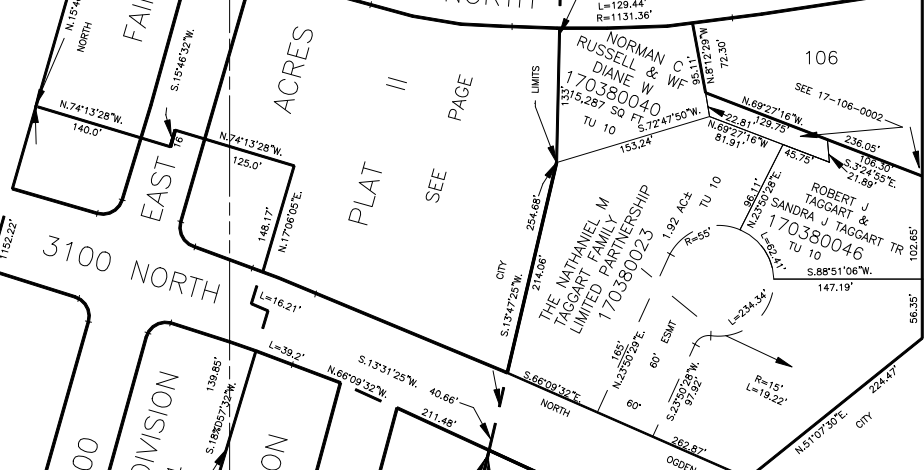 NORTH
L=129.44'
R=1131.36'
N.15°4
NORTH
FAIR
S.15°46'32"W.
ACRES
II
PAGE
LIMITS
NORMAN C
RUSSELL & WF
DIANE W
170380040
15,287 SQ FT
TU 10
133'
95.11'
N.8°12'29"W
72.30'
106
SEE 17-106-0002
N.69°27'16"W.
129.75'
236.05'
22.81'
N.69°27'16"W
81.91'
S.72°47'50"W.
153.24'
45.75'
106.30
S.3°24'55"E.
21.89'
N.74°13'28"W.
140.0'
16'
N.74°13'28"W.
125.0'
EAST
PLAT
SEE
148.17'
N.17°06'05"E.
1152.22'
3100 NORTH
254.68'
CITY
S.13°47'25"W.
214.06'
THE NATHANIEL M
TAGGART FAMILY
LIMITED PARTNERSHIP
170380023
1.92 AC±
TU 10
96.11'
N.23°50'28"E.
ROBERT J
TAGGART &
SANDRA J TAGGART TR
170380046
TU 10
102.65'
R=55'
L=62.41'
S.88°51'06"W.
147.19'
56.35'
L=234.34'
L=16.21'
L=39.2'
139.85'
S.18%D57'32"W.
S.13°31'25"W.
N.66°09'32"W.
40.66'
211.48'
S.66°09'32"E.
NORTH
165'
N.23°50'29"E.
60'
ESMT
60'
S.23°50'28"W.
97.92'
R=15'
L=19.22'
224.47'
N.51°07'30"E.
CITY
262.87'
OGDEN
00
DIVISION
ON